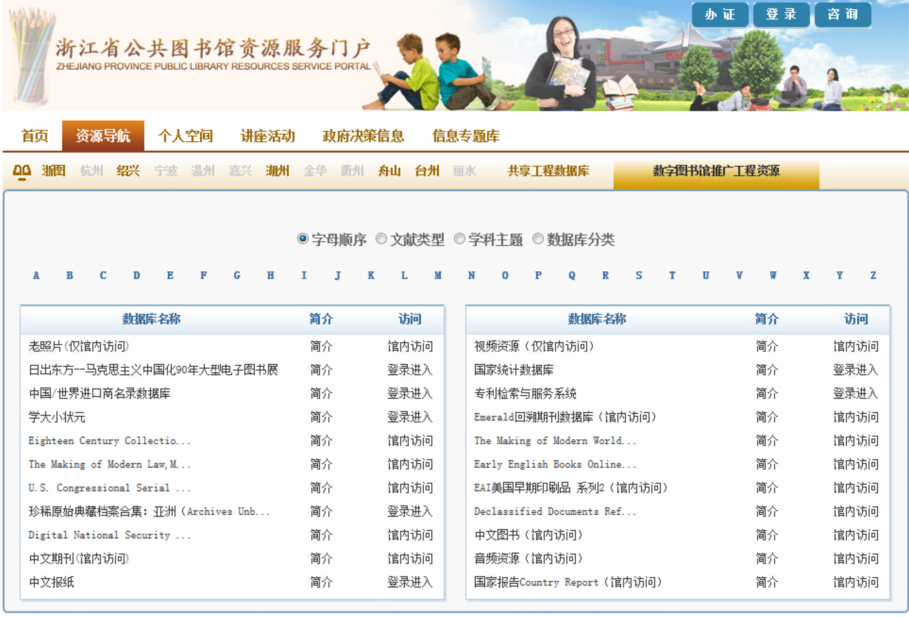 办 证 登 录 咨 询
浙江省公共图书馆资源服务门户
ZHEJIANG PROVINCE PUBLIC LIBRARY RESOURCES SERVICE PORTAL
首页 资源导航 个人空间 讲座活动 政府决策信息 信息专题库
浙图 杭州 绍兴 宁波 温州 嘉兴 湖州 金华 衢州 舟山 台州 丽水 共享工程数据库 数字图书馆推广工程资源
字母顺序 文献类型 学科主题 数据库分类
A B C D E F G H I J K L M N O P Q R S T U V W X Y Z
数据库名称 简介 访问 数据库名称 简介 访问
老照片(仅馆内访问) 简介 馆内访问 视频资源（仅馆内访问） 简介 馆内访问
日出东方--马克思主义中国化90年大型电子图书展 简介 登录进入 国家统计数据库 简介 登录进入
中国/世界进口商名录数据库 简介 登录进入 专利检索与服务系统 简介 登录进入
学大小状元 简介 登录进入 Emerald回溯期刊数据库（馆内访问） 简介 馆内访问
Eighteen Century Collectio... 简介 馆内访问 The Making of Modern World... 简介 馆内访问
The Making of Modern Law,M... 简介 馆内访问 Early English Books Online... 简介 馆内访问
U.S. Congressional Serial ... 简介 馆内访问 EAI美国早期印刷品 系列2（馆内访问） 简介 馆内访问
珍稀原始典藏档案合集：亚洲（Archives Unb... 简介 登录进入 Declassified Documents Ref... 简介 馆内访问
Digital National Security ... 简介 馆内访问 中文图书（馆内访问） 简介 馆内访问
中文期刊(馆内访问) 简介 馆内访问 音频资源（馆内访问） 简介 馆内访问
中文报纸 简介 登录进入 国家报告Country Report（馆内访问） 简介 馆内访问